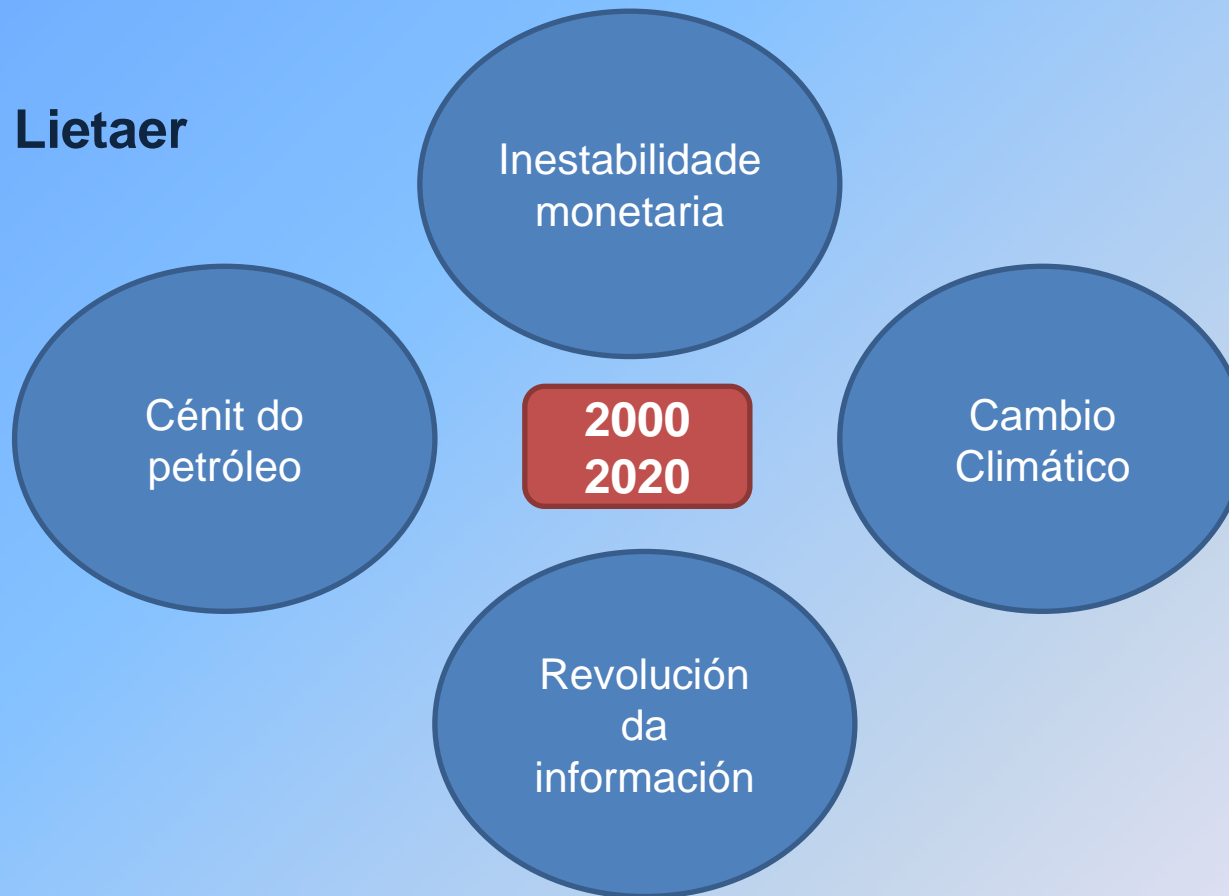 Lietaer
Inestabilidade
monetaria
Cénit do
petróleo
2000
2020
Cambio
Climático
Revolución
da
información